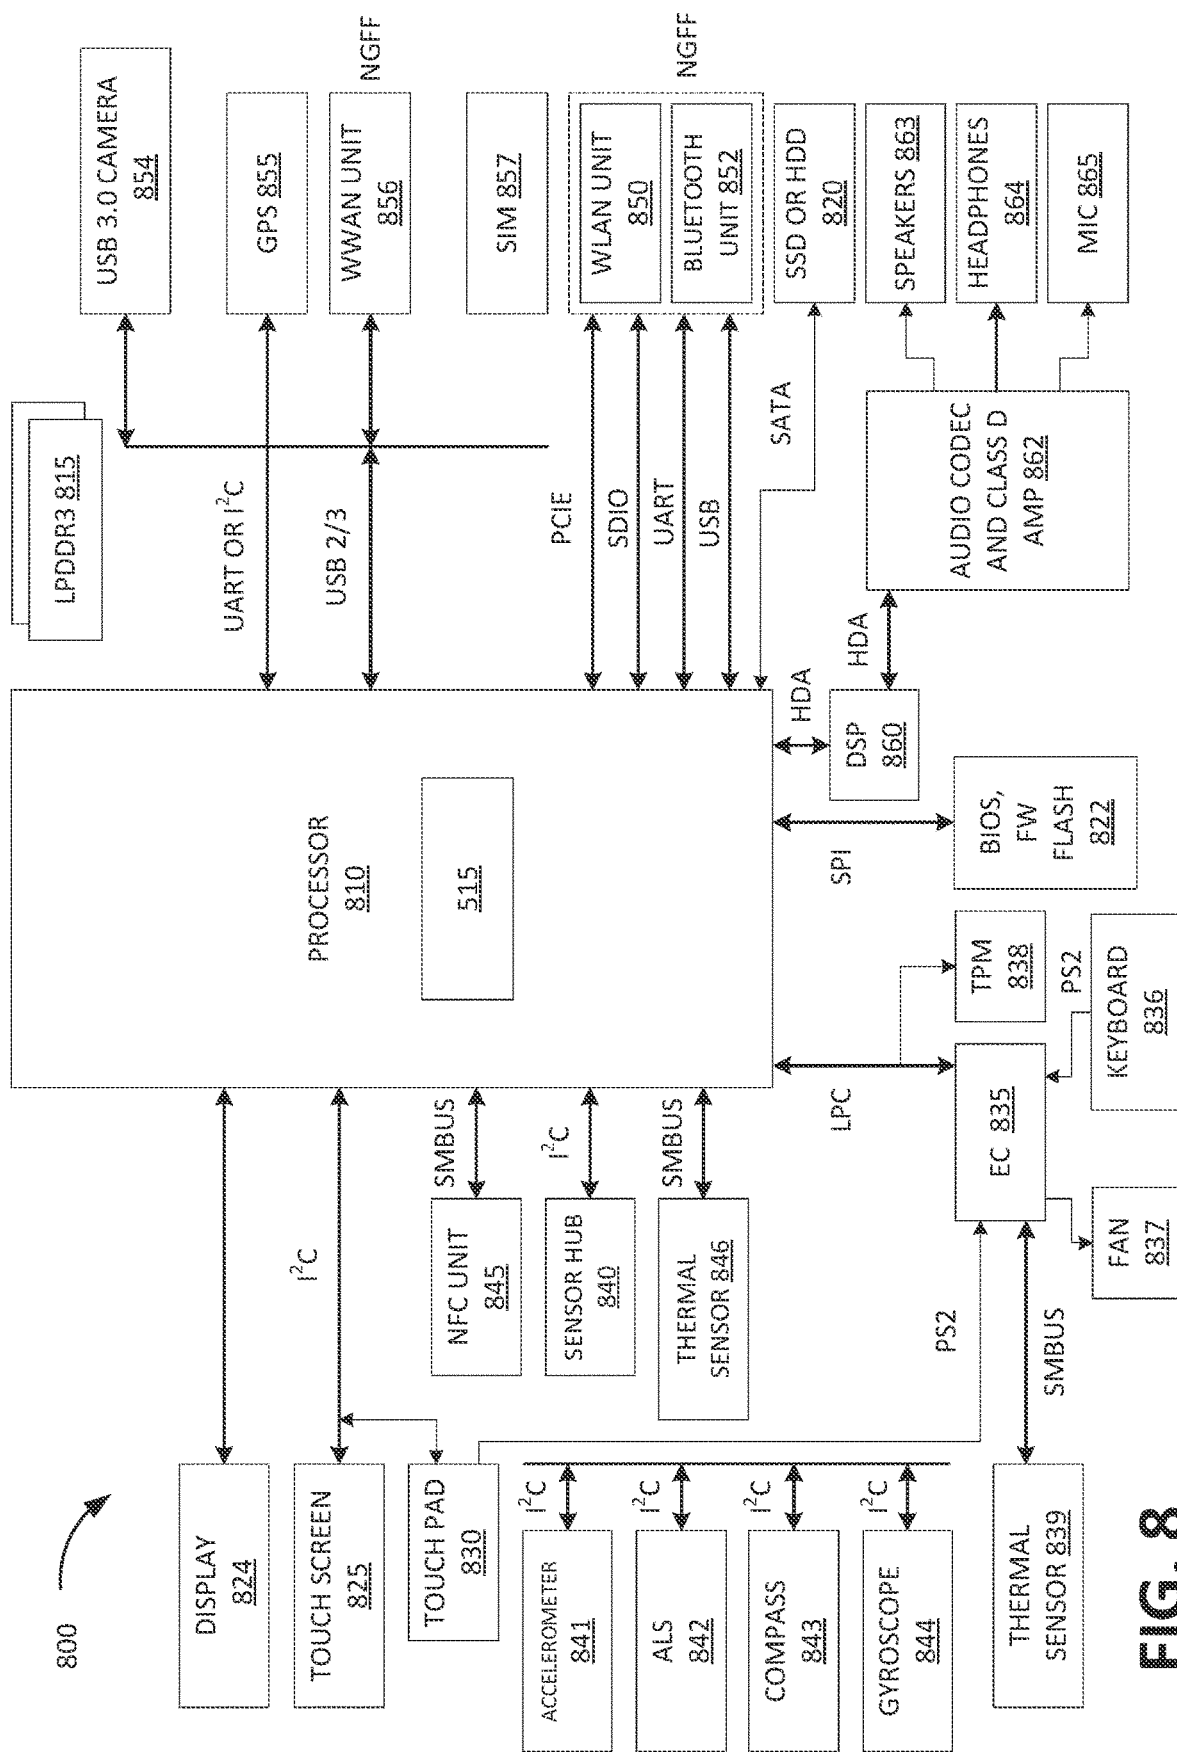 800
DISPLAY
824
TOUCH SCREEN
825
TOUCH PAD
830
ACCELEROMETER
841
ALS
842
COMPASS
843
GYROSCOPE
844
THERMAL
SENSOR 839
I²C
I²C
I²C
I²C
I²C
SMBUS
NFC UNIT
845
I²C
SENSOR HUB
840
SMBUS
THERMAL
SENSOR 846
PS2
SMBUS
FAN
837
EC 835
LPC
KEYBOARD
836
PS2
TPM
838
PROCESSOR
810
515
SPI
BIOS,
FW
FLASH
822
HDA
DSP
860
HDA
AUDIO CODEC
AND CLASS D
AMP 862
LPDDR3 815
UART OR I²C
USB 2/3
PCIE
SDIO
UART
USB
SATA
USB 3.0 CAMERA
854
GPS 855
WWAN UNIT
856
NGFF
SIM 857
WLAN UNIT
850
BLUETOOTH
UNIT 852
NGFF
SSD OR HDD
820
SPEAKERS 863
HEADPHONES
864
MIC 865
FIG. 8